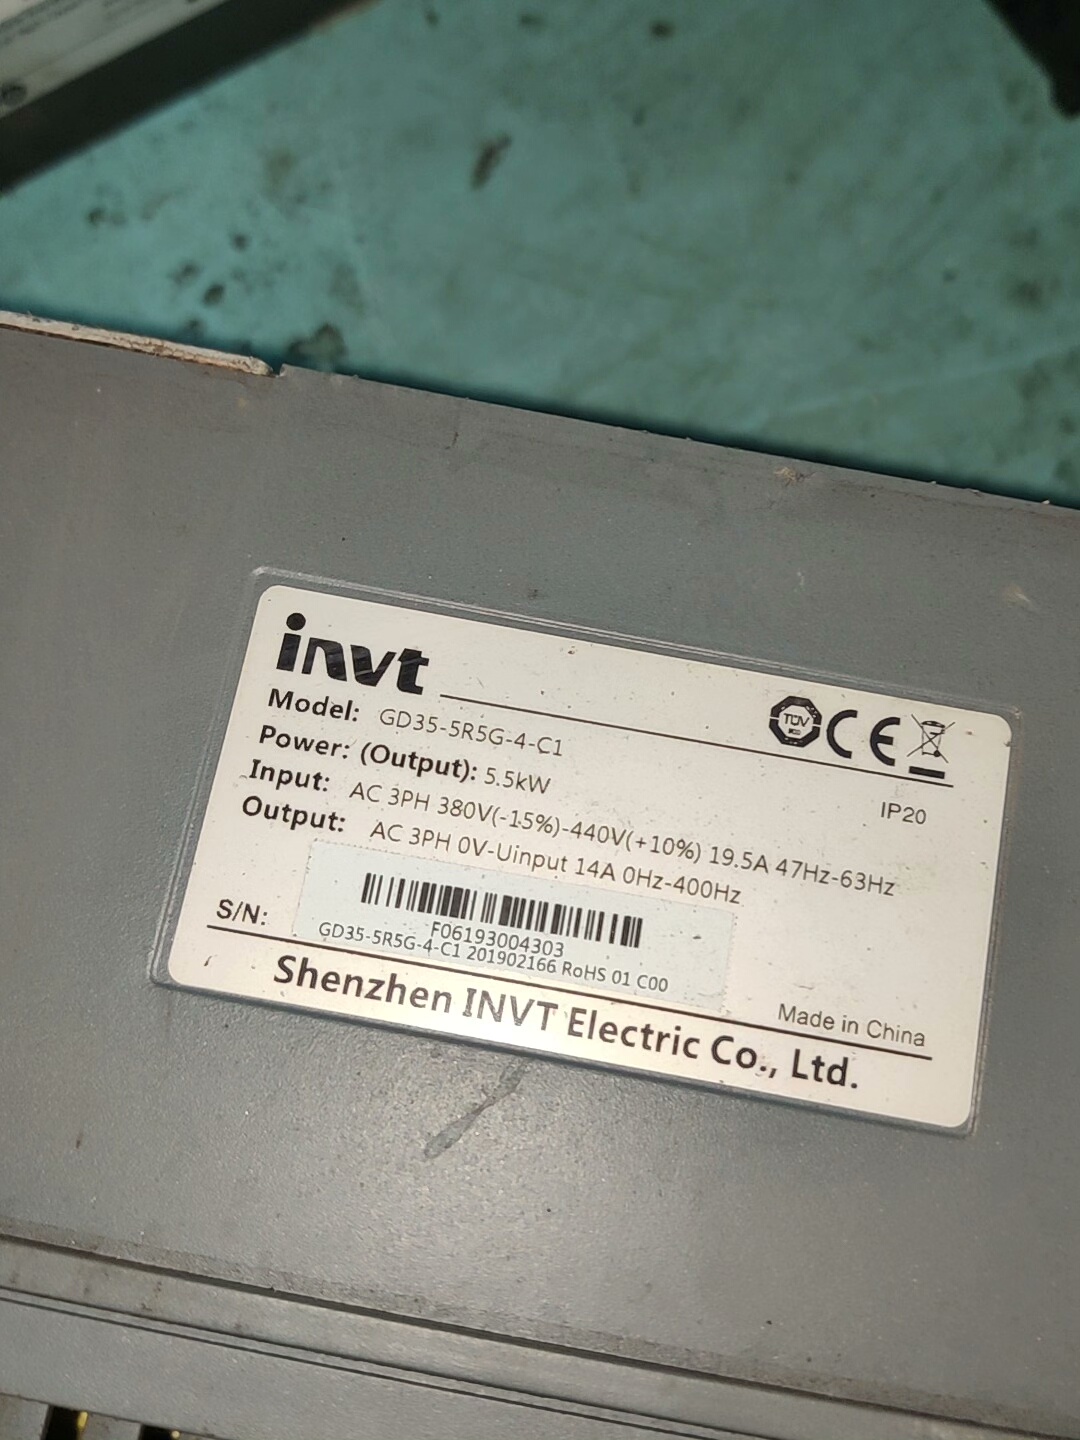 invt
TUV CE
Model: GD35-5R5G-4-C1
IP20
Power: (Output): 5.5kW
Input: AC 3PH 380V(-15%)-440V(+10%) 19.5A 47Hz-63Hz
Output: AC 3PH 0V-Uinput 14A 0Hz-400Hz
S/N:
F06193004303
GD35-5R5G-4-C1 201902166 RoHS 01 C00
Made in China
Shenzhen INVT Electric Co., Ltd.